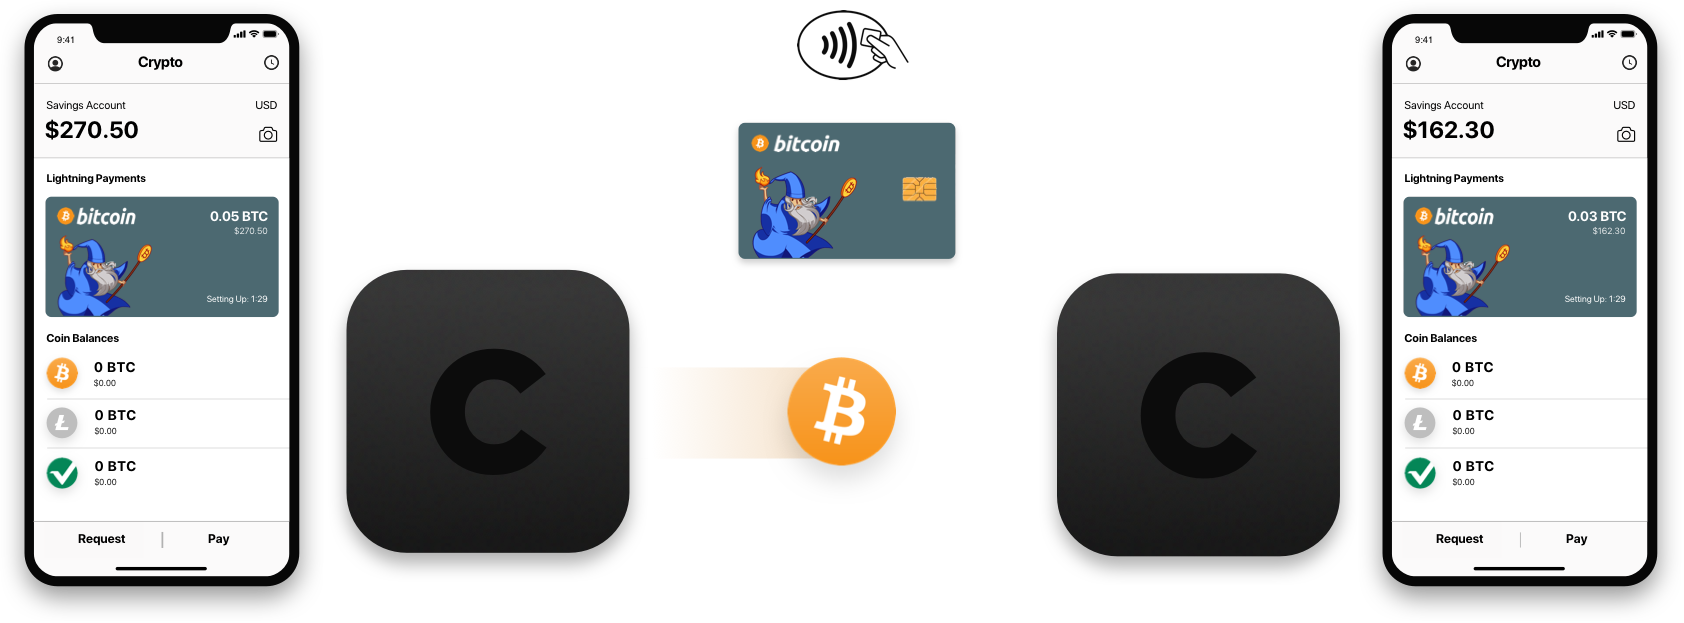 9:41
Crypto
Savings Account USD
$270.50
Lightning Payments
bitcoin 0.05 BTC
$270.50
Setting Up: 1:29
Coin Balances
0 BTC
$0.00
0 BTC
$0.00
0 BTC
$0.00
Request | Pay
bitcoin
C
C
9:41
Crypto
Savings Account USD
$162.30
Lightning Payments
bitcoin 0.03 BTC
$162.30
Setting Up: 1:29
Coin Balances
0 BTC
$0.00
0 BTC
$0.00
0 BTC
$0.00
Request | Pay